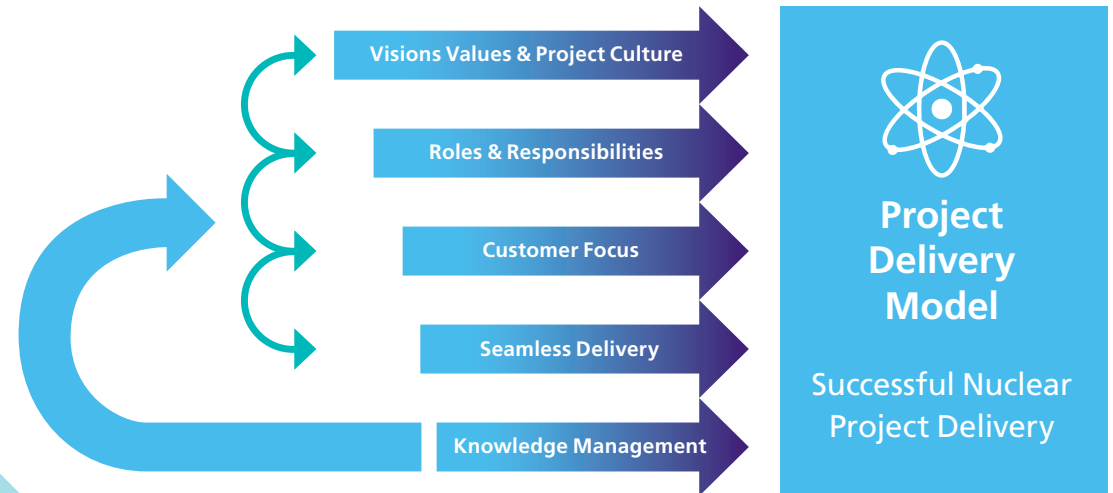 Visions Values & Project Culture
Roles & Responsibilities
Customer Focus
Seamless Delivery
Knowledge Management
Project
Delivery
Model
Successful Nuclear
Project Delivery